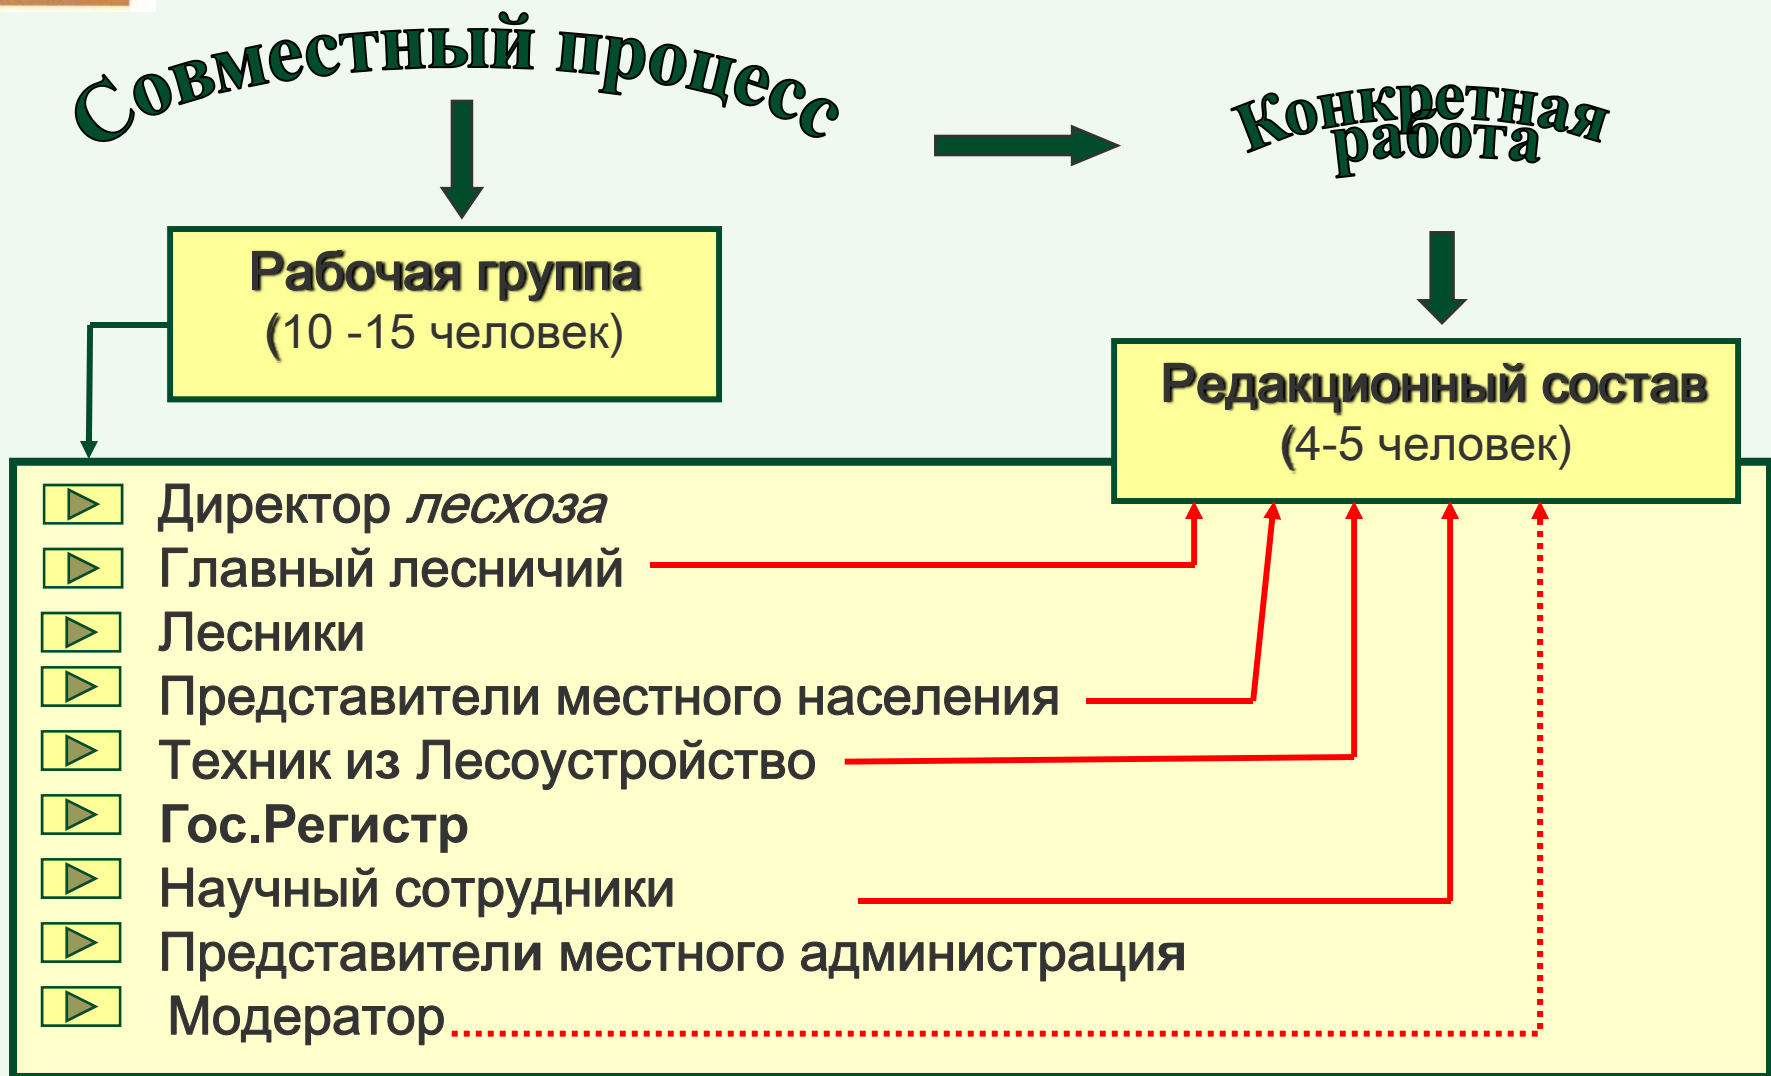 Совместный процесс
Конкретная
работа
Рабочая группа
(10 -15 человек)
Редакционный состав
(4-5 человек)
Директор лесхоза
Главный лесничий
Лесники
Представители местного населения
Техник из Лесоустройство
Гос.Регистр
Научный сотрудники
Представители местного администрация
Модератор